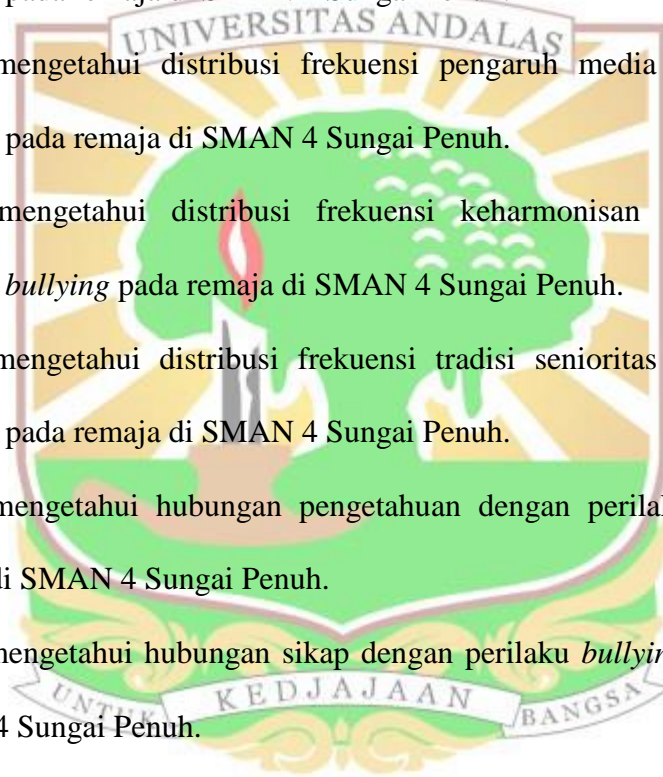 UNIVERSITAS ANDALAS
mengetahui distribusi frekuensi pengaruh media
pada remaja di SMAN 4 Sungai Penuh.
mengetahui distribusi frekuensi keharmonisan
bullying pada remaja di SMAN 4 Sungai Penuh.
mengetahui distribusi frekuensi tradisi senioritas
pada remaja di SMAN 4 Sungai Penuh.
mengetahui hubungan pengetahuan dengan
di SMAN 4 Sungai Penuh.
mengetahui hubungan sikap dengan perilaku
4 Sungai Penuh.
UNTUK KEDJAJAAN BANGSA